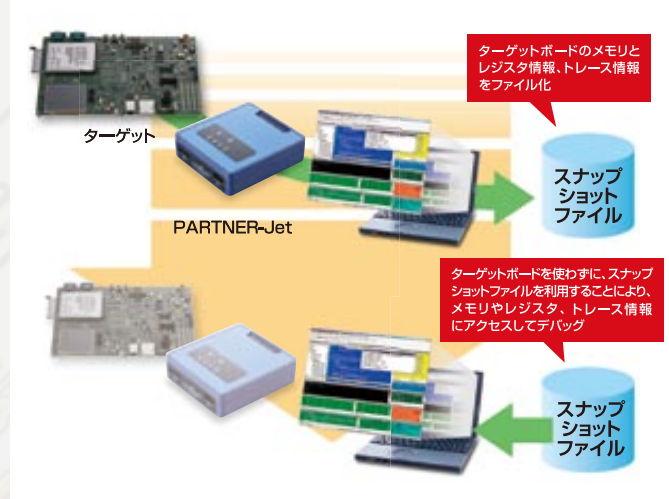 ターゲットボードのメモリと
レジスタ情報、トレース情報
をファイル化
ターゲット
スナップ
ショット
ファイル
PARTNER-Jet
ターゲットボードを使わずに、スナップ
ショットファイルを利用することにより、
メモリやレジスタ、トレース情報
にアクセスしてデバッグ
スナップ
ショット
ファイル